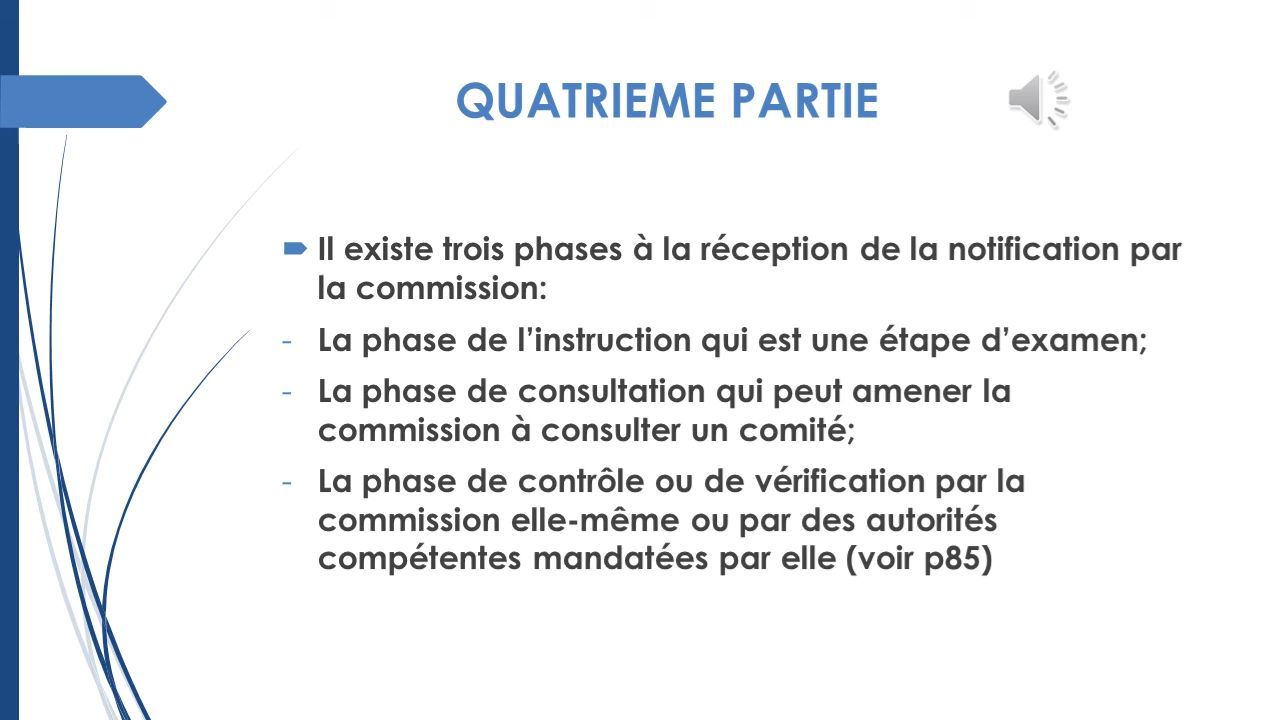 QUATRIEME PARTIE
Il existe trois phases à la réception de la notification par
la commission:
- La phase de l’instruction qui est une étape d’examen;
- La phase de consultation qui peut amener la
commission à consulter un comité;
- La phase de contrôle ou de vérification par la
commission elle-même ou par des autorités
compétentes mandatées par elle (voir p85)